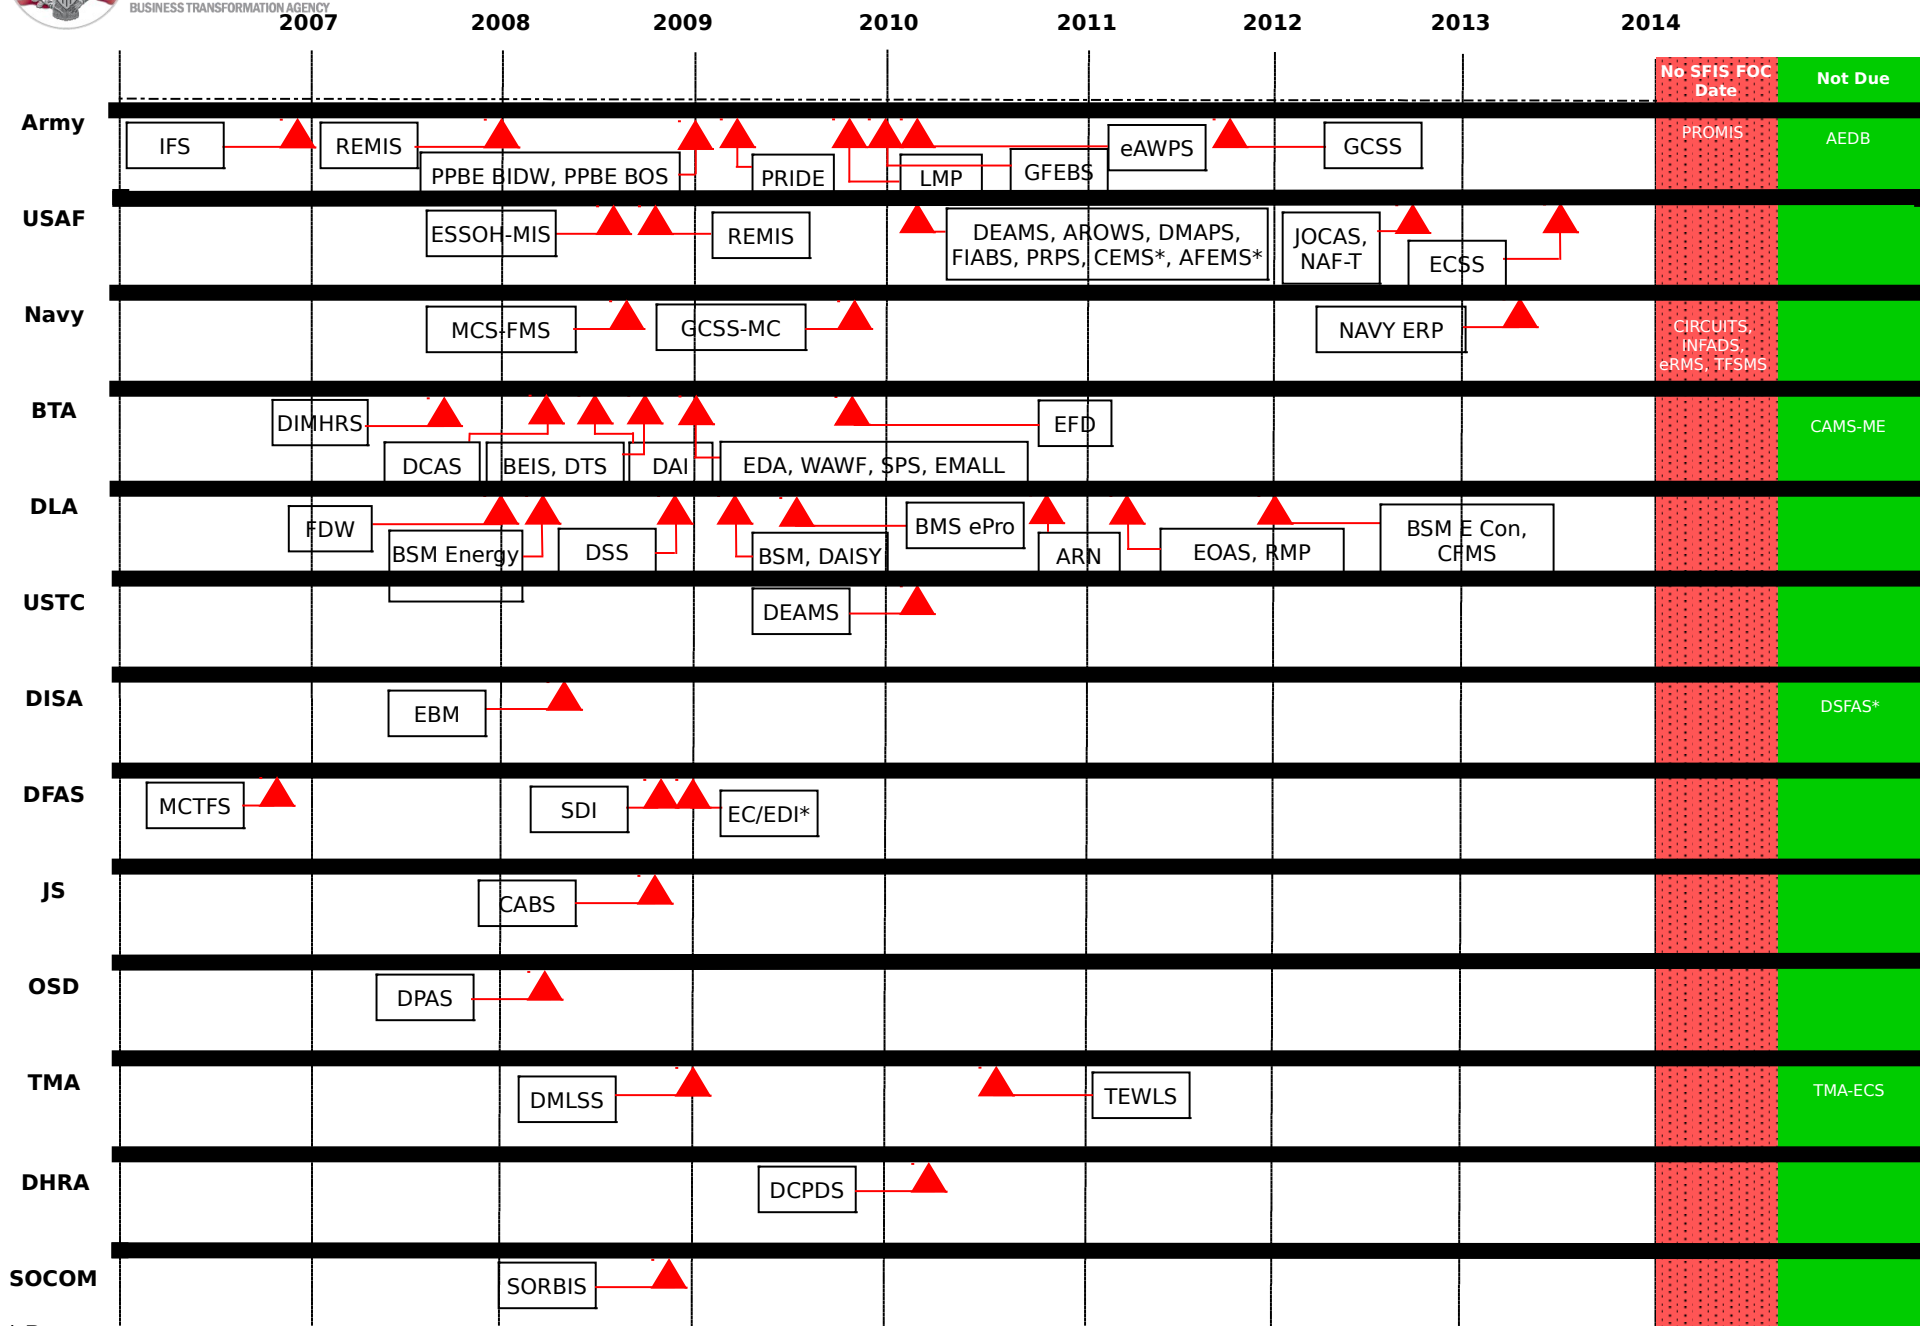 BUSINESS TRANSFORMATION AGENCY
2007 2008 2009 2010 2011 2012 2013 2014
No SFIS FOC
Date
Not Due
Army
IFS
REMIS
PPBE BIDW, PPBE BOS
PRIDE
LMP
GFEBS
eAWPS
GCSS
PROMIS
AEDB
USAF
ESSOH-MIS
REMIS
DEAMS, AROWS, DMAPS,
FIABS, PRPS, CEMS*, AFEMS*
JOCAS,
NAF-T
ECSS
Navy
MCS-FMS
GCSS-MC
NAVY ERP
CIRCUITS,
INFADS,
eRMS, TFSMS
BTA
DIMHRS
DCAS
BEIS, DTS
DAI
EDA, WAWF, SPS, EMALL
EFD
CAMS-ME
DLA
FDW
BSM Energy
DSS
BSM, DAISY
BMS ePro
ARN
EOAS, RMP
BSM E Con,
CFMS
USTC
DEAMS
DISA
EBM
DSFAS*
DFAS
MCTFS
SDI
EC/EDI*
JS
CABS
OSD
DPAS
TMA
DMLSS
TEWLS
TMA-ECS
DHRA
DCPDS
SOCOM
SORBIS